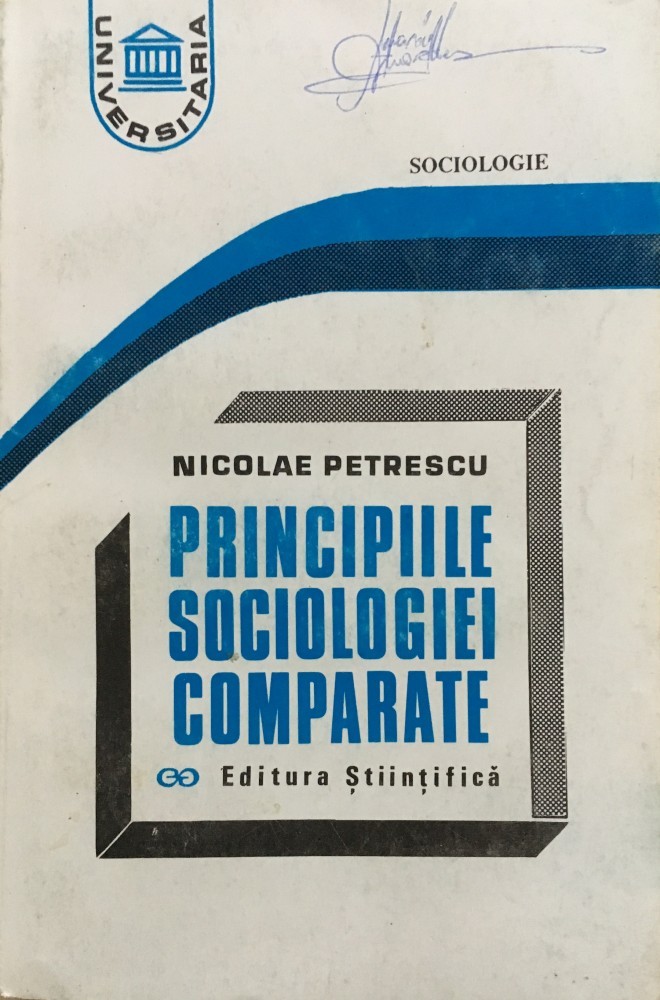 UNIVERSITARIA
SOCIOLOGIE
NICOLAE PETRESCU
PRINCIPIILE
SOCIOLOGIEI
COMPARATE
Editura Științifică